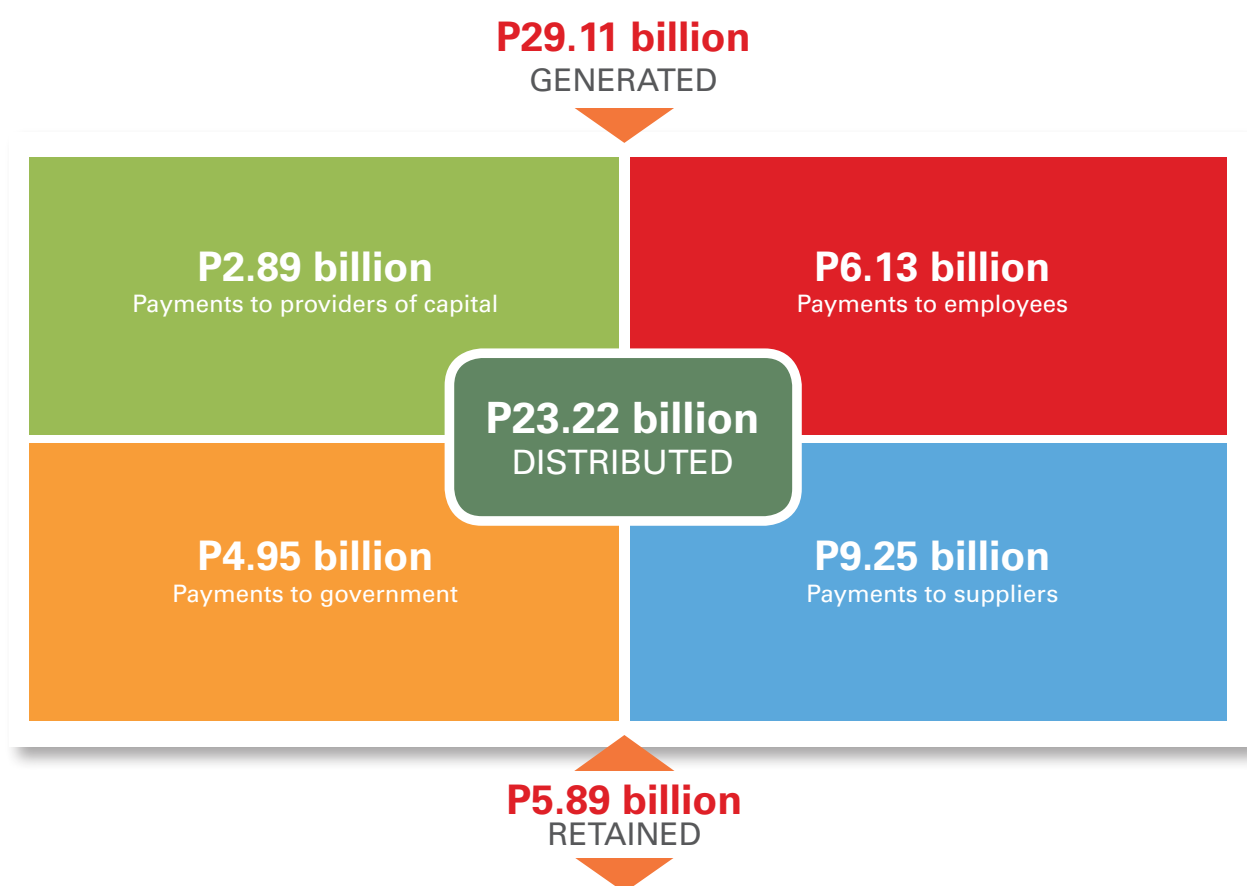 P29.11 billion
GENERATED
P2.89 billion
Payments to providers of capital
P6.13 billion
Payments to employees
P23.22 billion
DISTRIBUTED
P4.95 billion
Payments to government
P9.25 billion
Payments to suppliers
P5.89 billion
RETAINED